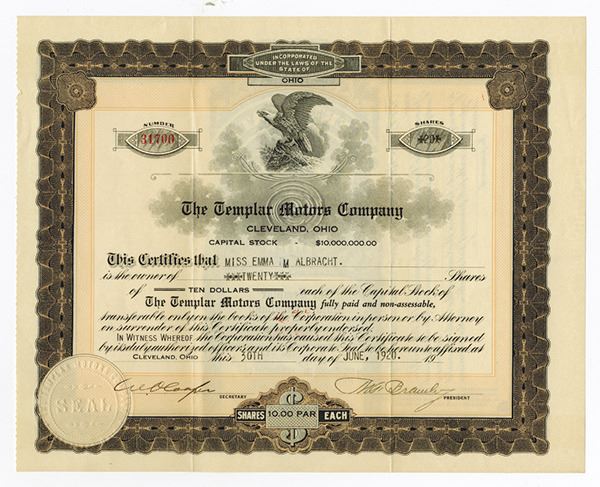 INCORPORATED
UNDER THE LAWS OF THE
STATE OF
OHIO
NUMBER
31700
SHARES
*20*
The Templar Motors Company
CLEVELAND, OHIO
CAPITAL STOCK - $10,000,000.00
This Certifies that MISS EMMA M ALBRACHT.
is the owner of TWENTY Shares
of TEN DOLLARS each of the Capital Stock of
The Templar Motors Company fully paid and non-assessable,
transferable only on the books of the Corporation in person or by Attorney
on surrender of this Certificate properly endorsed.
IN WITNESS WHEREOF the Corporation has caused this Certificate to be signed
by its duly authorized officers and its Corporate Seal to be hereunto affixed at
CLEVELAND, OHIO this 30TH day of JUNE, 1920. 19
SECRETARY
PRESIDENT
SEAL
SHARES 10.00 PAR EACH